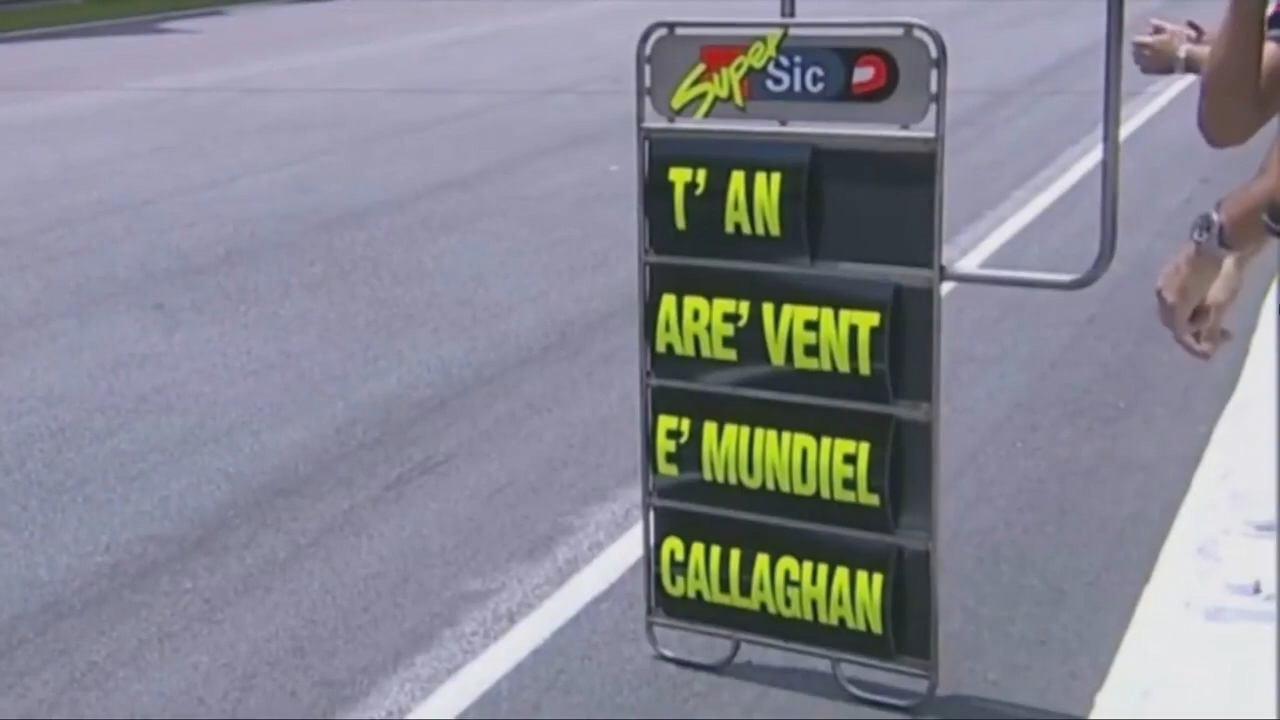 Super Sic
T' AN
ARE' VENT
E' MUNDIEL
CALLAGHAN